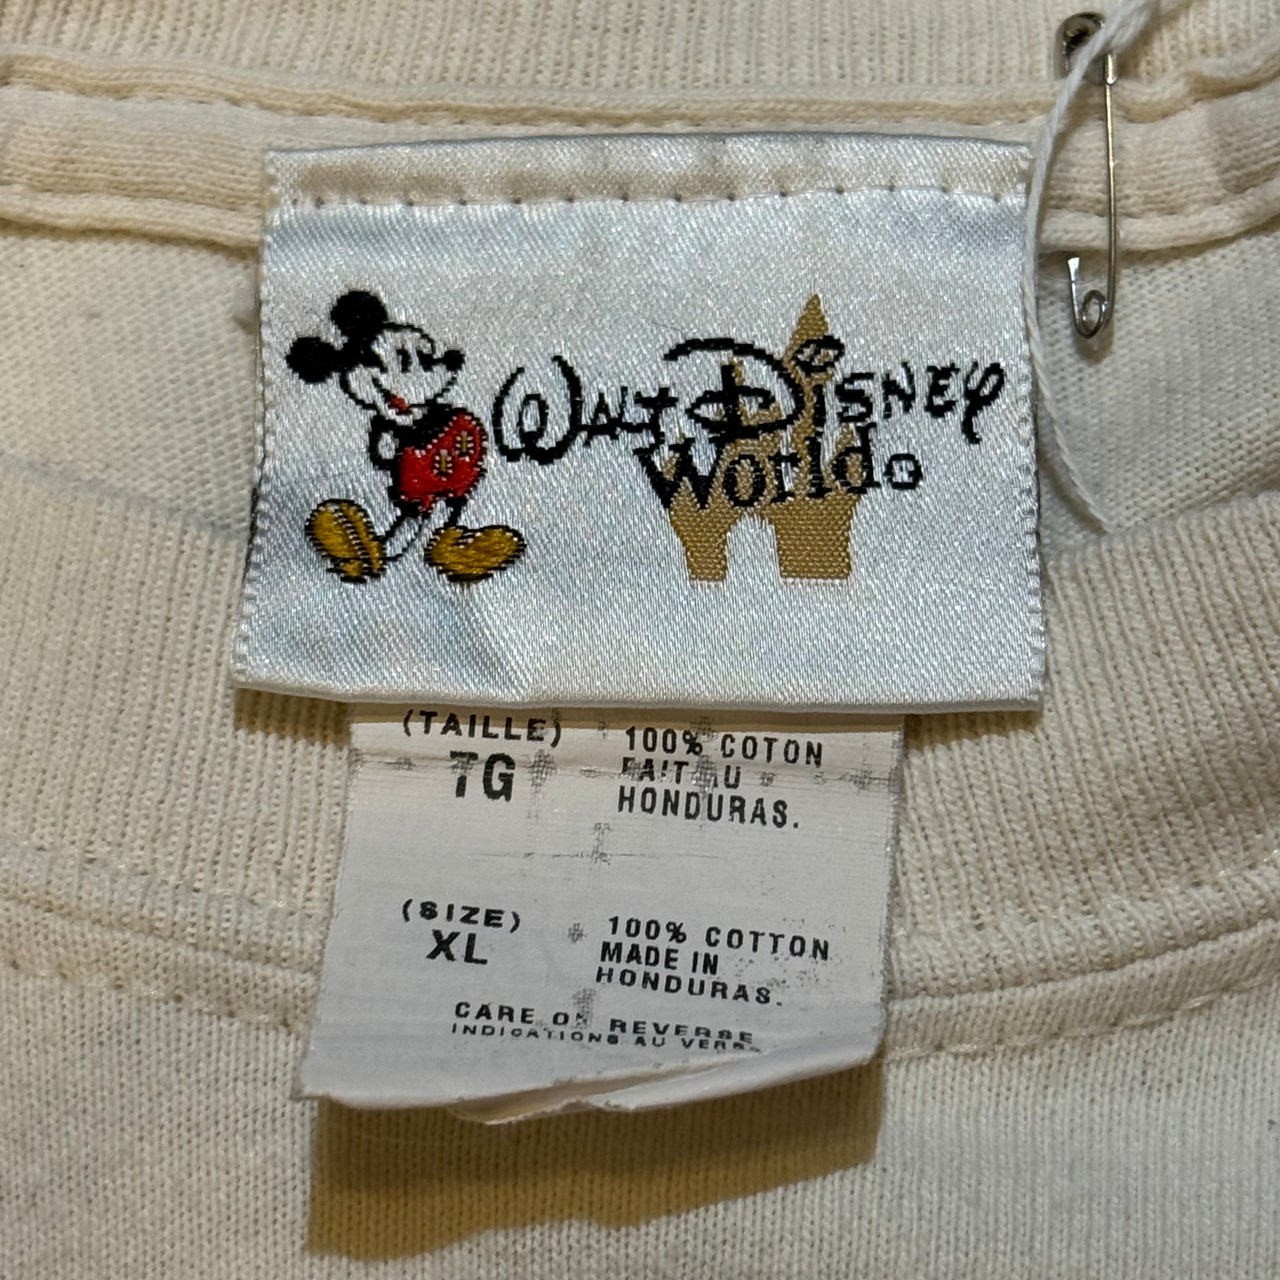 WALT DISNEY
World®
(TAILLE)
TG
100% COTON
FAIT AU
HONDURAS.
(SIZE)
XL
100% COTTON
MADE IN
HONDURAS.
CARE ON REVERSE
INDICATIONS AU VERSO